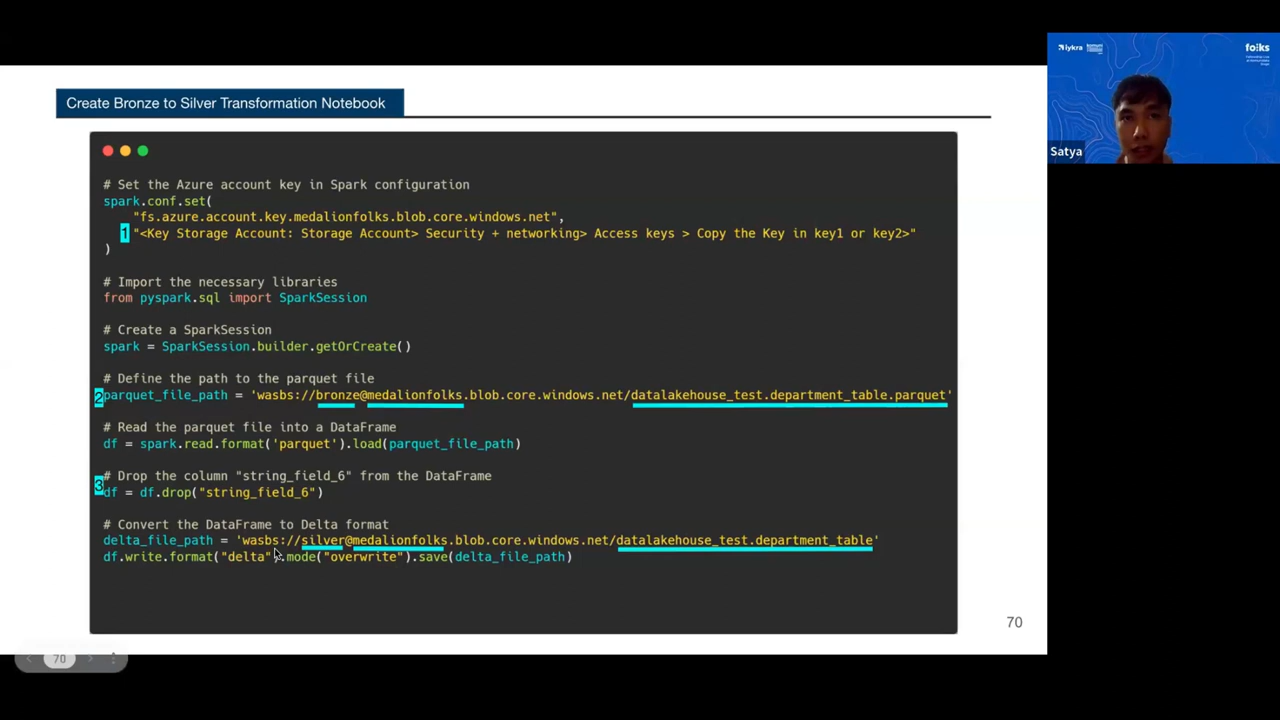 Create Bronze to Silver Transformation Notebook
# Set the Azure account key in Spark configuration
spark.conf.set(
"fs.azure.account.key.medalionfolks.blob.core.windows.net",
1 "<Key Storage Account: Storage Account> Security + networking> Access keys > Copy the Key in key1 or key2>"
)
# Import the necessary libraries
from pyspark.sql import SparkSession
# Create a SparkSession
spark = SparkSession.builder.getOrCreate()
# Define the path to the parquet file
2 parquet_file_path = 'wasbs://bronze@medalionfolks.blob.core.windows.net/datalakehouse_test.department_table.parquet'
# Read the parquet file into a DataFrame
df = spark.read.format('parquet').load(parquet_file_path)
# Drop the column "string_field_6" from the DataFrame
3 df = df.drop("string_field_6")
# Convert the DataFrame to Delta format
delta_file_path = 'wasbs://silver@medalionfolks.blob.core.windows.net/datalakehouse_test.department_table'
df.write.format("delta").mode("overwrite").save(delta_file_path)
70
70
iykra
fo/ks
Satya